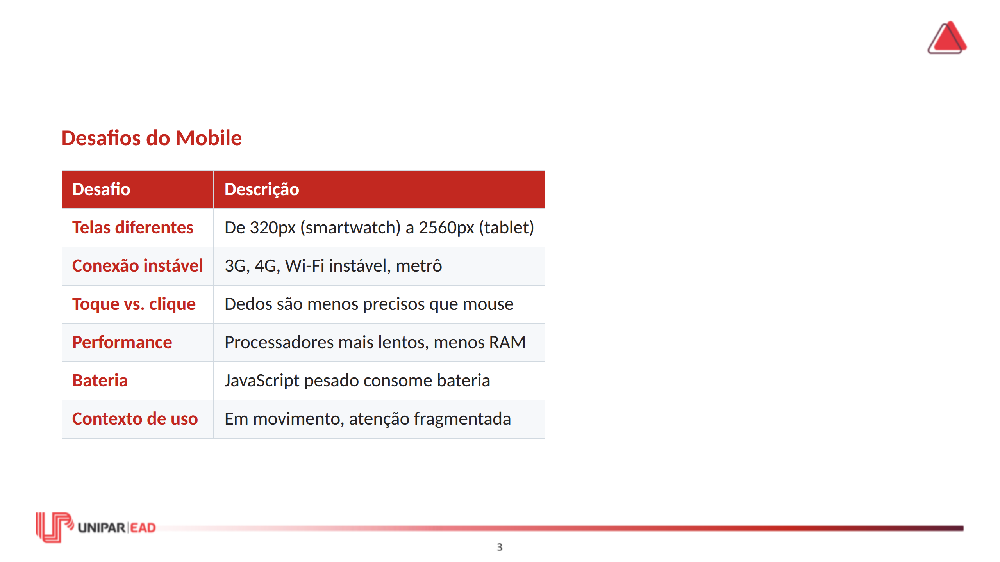 Desafios do Mobile
Desafio Descrição
Telas diferentes De 320px (smartwatch) a 2560px (tablet)
Conexão instável 3G, 4G, Wi-Fi instável, metrô
Toque vs. clique Dedos são menos precisos que mouse
Performance Processadores mais lentos, menos RAM
Bateria JavaScript pesado consome bateria
Contexto de uso Em movimento, atenção fragmentada
UNIPAR|EAD
3